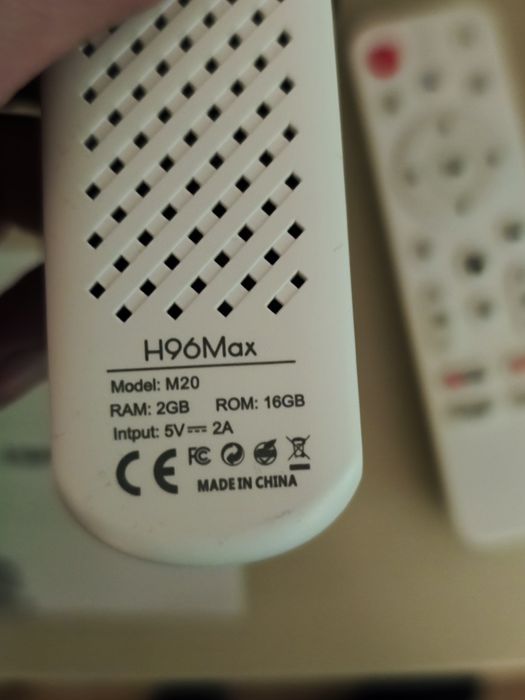 H96Max
Model: M20
RAM: 2GB ROM: 16GB
Intput: 5V⎓ 2A
CE FC
MADE IN CHINA